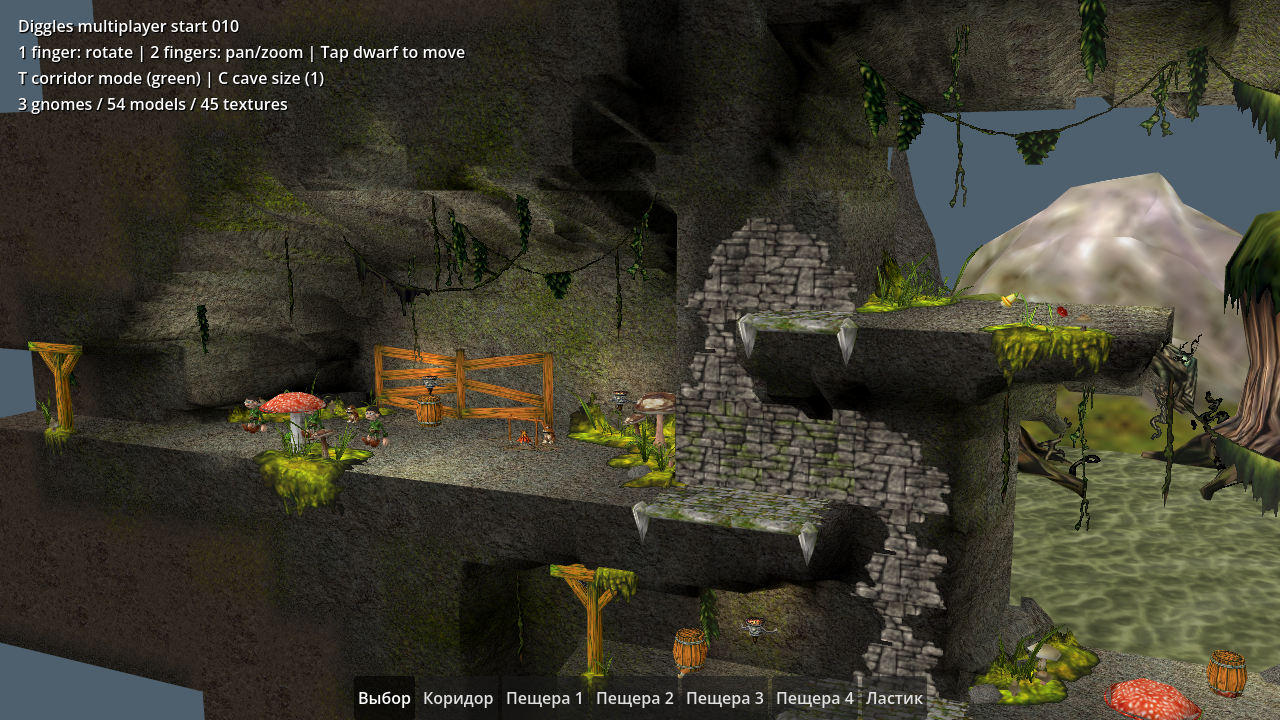 Diggles multiplayer start 010
1 finger: rotate | 2 fingers: pan/zoom | Tap dwarf to move
T corridor mode (green) | C cave size (1)
3 gnomes / 54 models / 45 textures
Выбор Коридор Пещера 1 Пещера 2 Пещера 3 Пещера 4 Ластик